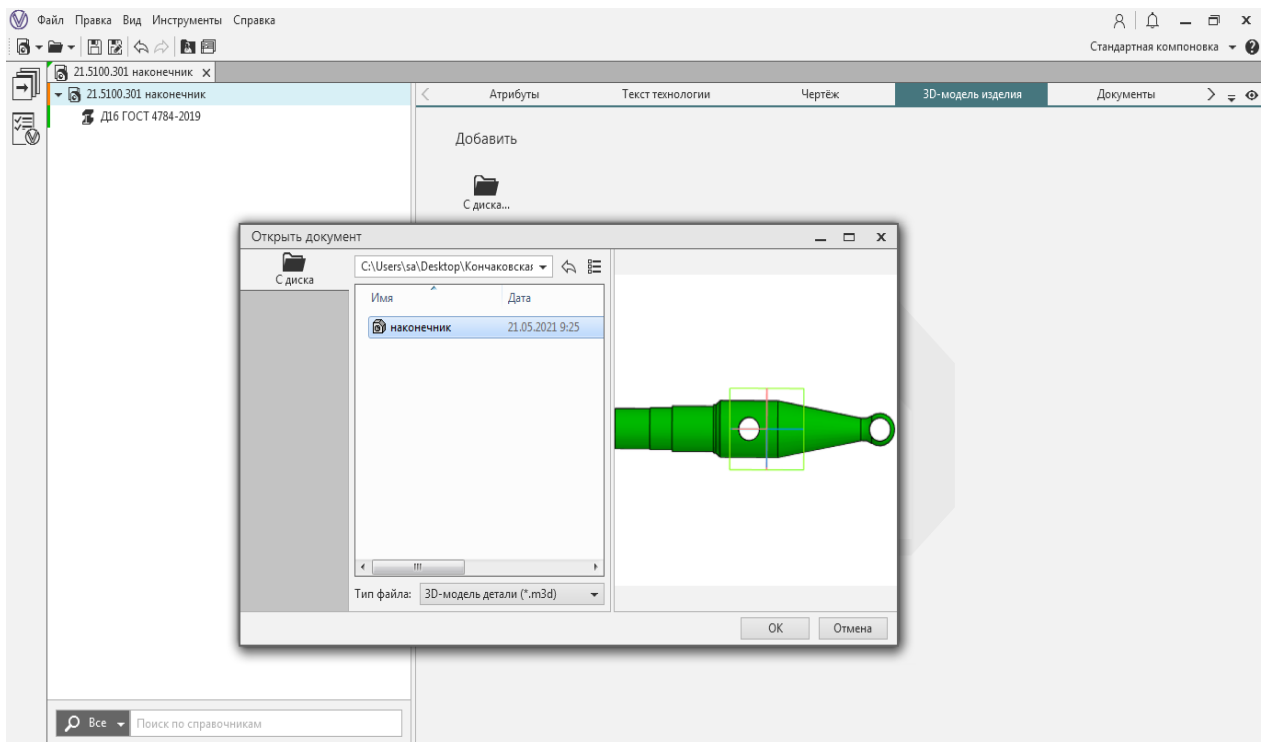 Файл Правка Вид Инструменты Справка
Стандартная компоновка
21.5100.301 наконечник
21.5100.301 наконечник
Д16 ГОСТ 4784-2019
Атрибуты Текст технологии Чертёж 3D-модель изделия Документы
Добавить
С диска...
Открыть документ
С диска
C:\Users\sa\Desktop\Кончаковская
Имя Дата
наконечник 21.05.2021 9:25
Тип файла: 3D-модель детали (*.m3d)
ОК Отмена
Все Поиск по справочникам